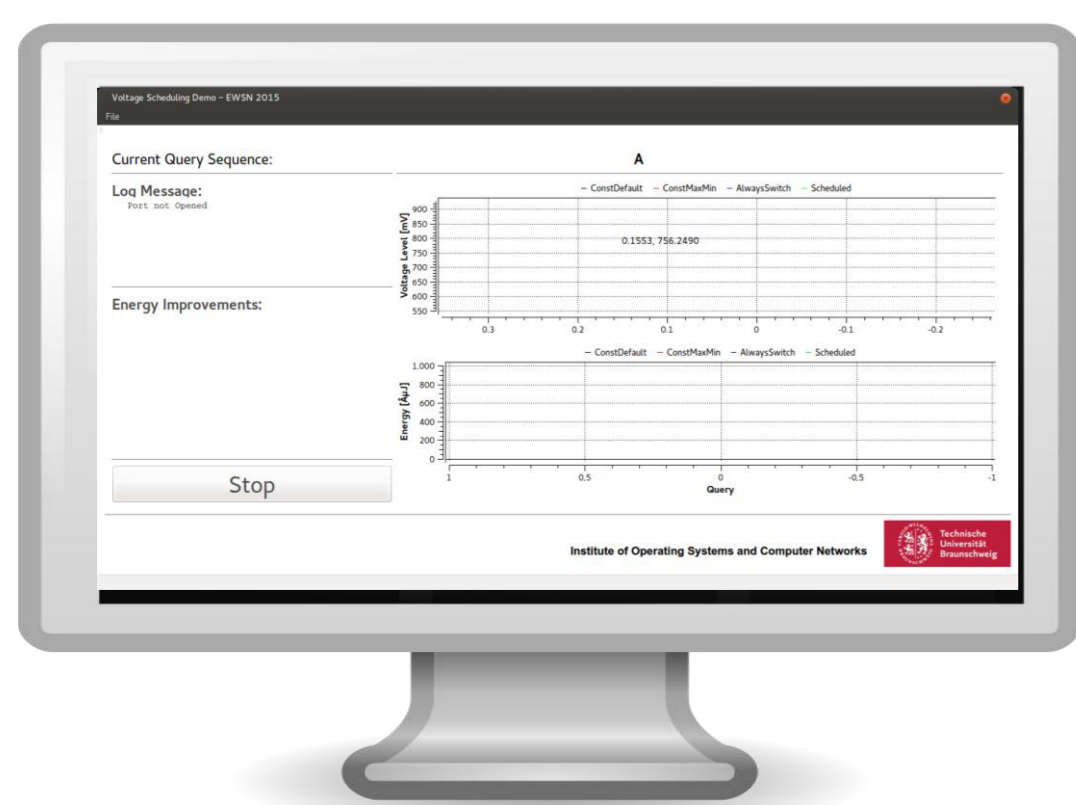 Voltage Scheduling Demo - EWSN 2015
File
Current Query Sequence:
A
Log Message:
Port not Opened
Energy Improvements:
Stop
ConstDefault ConstMaxMin AlwaysSwitch Scheduled
Voltage Level [mV]
900
850
800
750
700
650
600
550
0.1553, 756.2490
0.3 0.2 0.1 0 -0.1 -0.2
ConstDefault ConstMaxMin AlwaysSwitch Scheduled
Energy [ÂµJ]
1.000
800
600
400
200
0
1 0.5 0 -0.5 -1
Query
Institute of Operating Systems and Computer Networks
Technische
Universität
Braunschweig